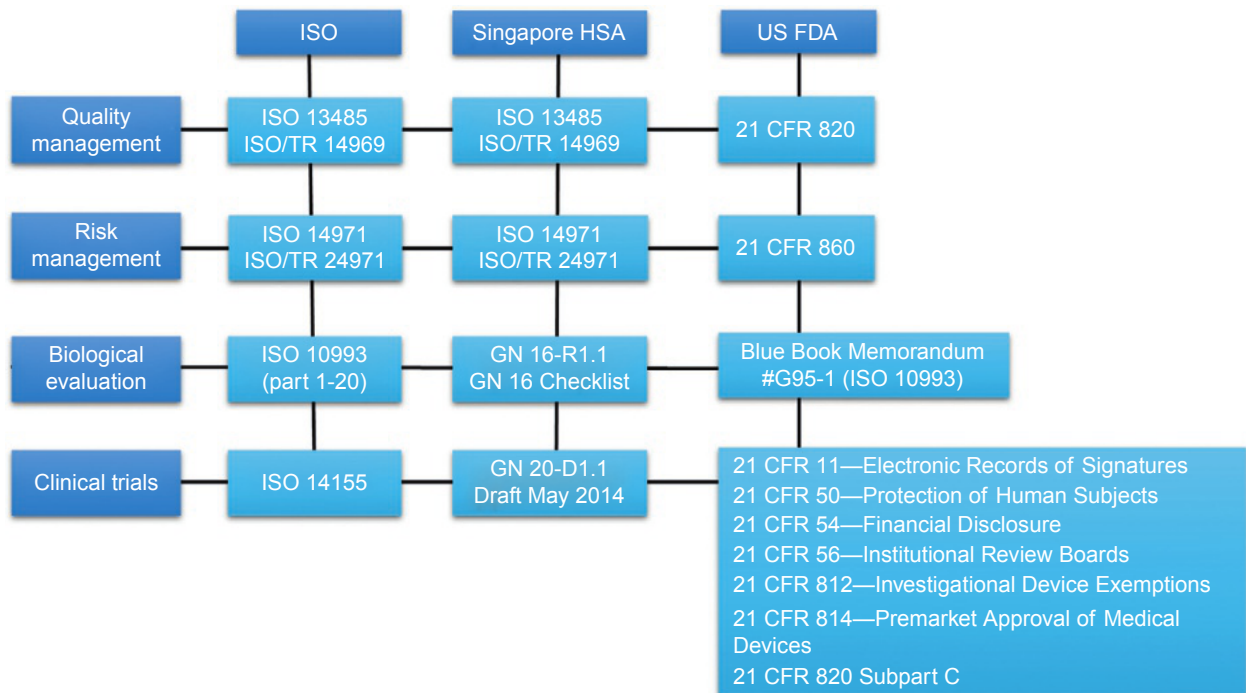 ISO
Singapore HSA
US FDA
Quality
management
ISO 13485
ISO/TR 14969
ISO 13485
ISO/TR 14969
21 CFR 820
Risk
management
ISO 14971
ISO/TR 24971
ISO 14971
ISO/TR 24971
21 CFR 860
Biological
evaluation
ISO 10993
(part 1-20)
GN 16-R1.1
GN 16 Checklist
Blue Book Memorandum
#G95-1 (ISO 10993)
Clinical trials
ISO 14155
GN 20-D1.1
Draft May 2014
21 CFR 11—Electronic Records of Signatures
21 CFR 50—Protection of Human Subjects
21 CFR 54—Financial Disclosure
21 CFR 56—Institutional Review Boards
21 CFR 812—Investigational Device Exemptions
21 CFR 814—Premarket Approval of Medical
Devices
21 CFR 820 Subpart C